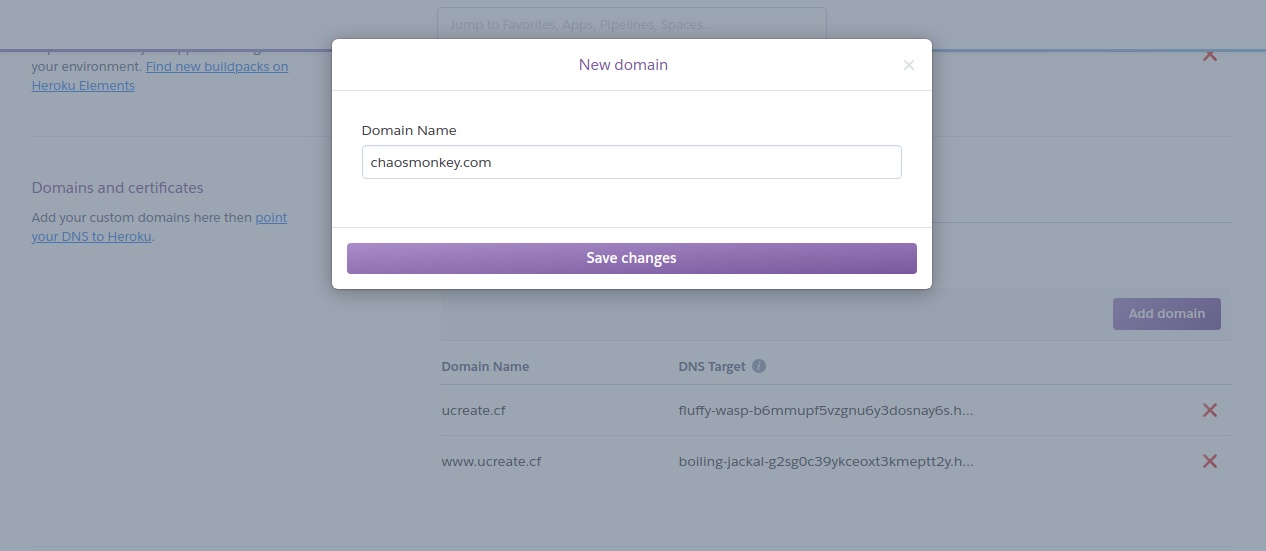 Jump to Favorites, Apps, Pipelines, Spaces...
your environment. Find new buildpacks on
Heroku Elements
New domain
Domain Name
chaosmonkey.com
Save changes
Domains and certificates
Add your custom domains here then point
your DNS to Heroku.
Add domain
Domain Name DNS Target
ucreate.cf fluffy-wasp-b6mmupf5vzgnu6y3dosnay6s.h...
www.ucreate.cf boiling-jackal-g2sg0c39ykceoxt3kmeptt2y.h...